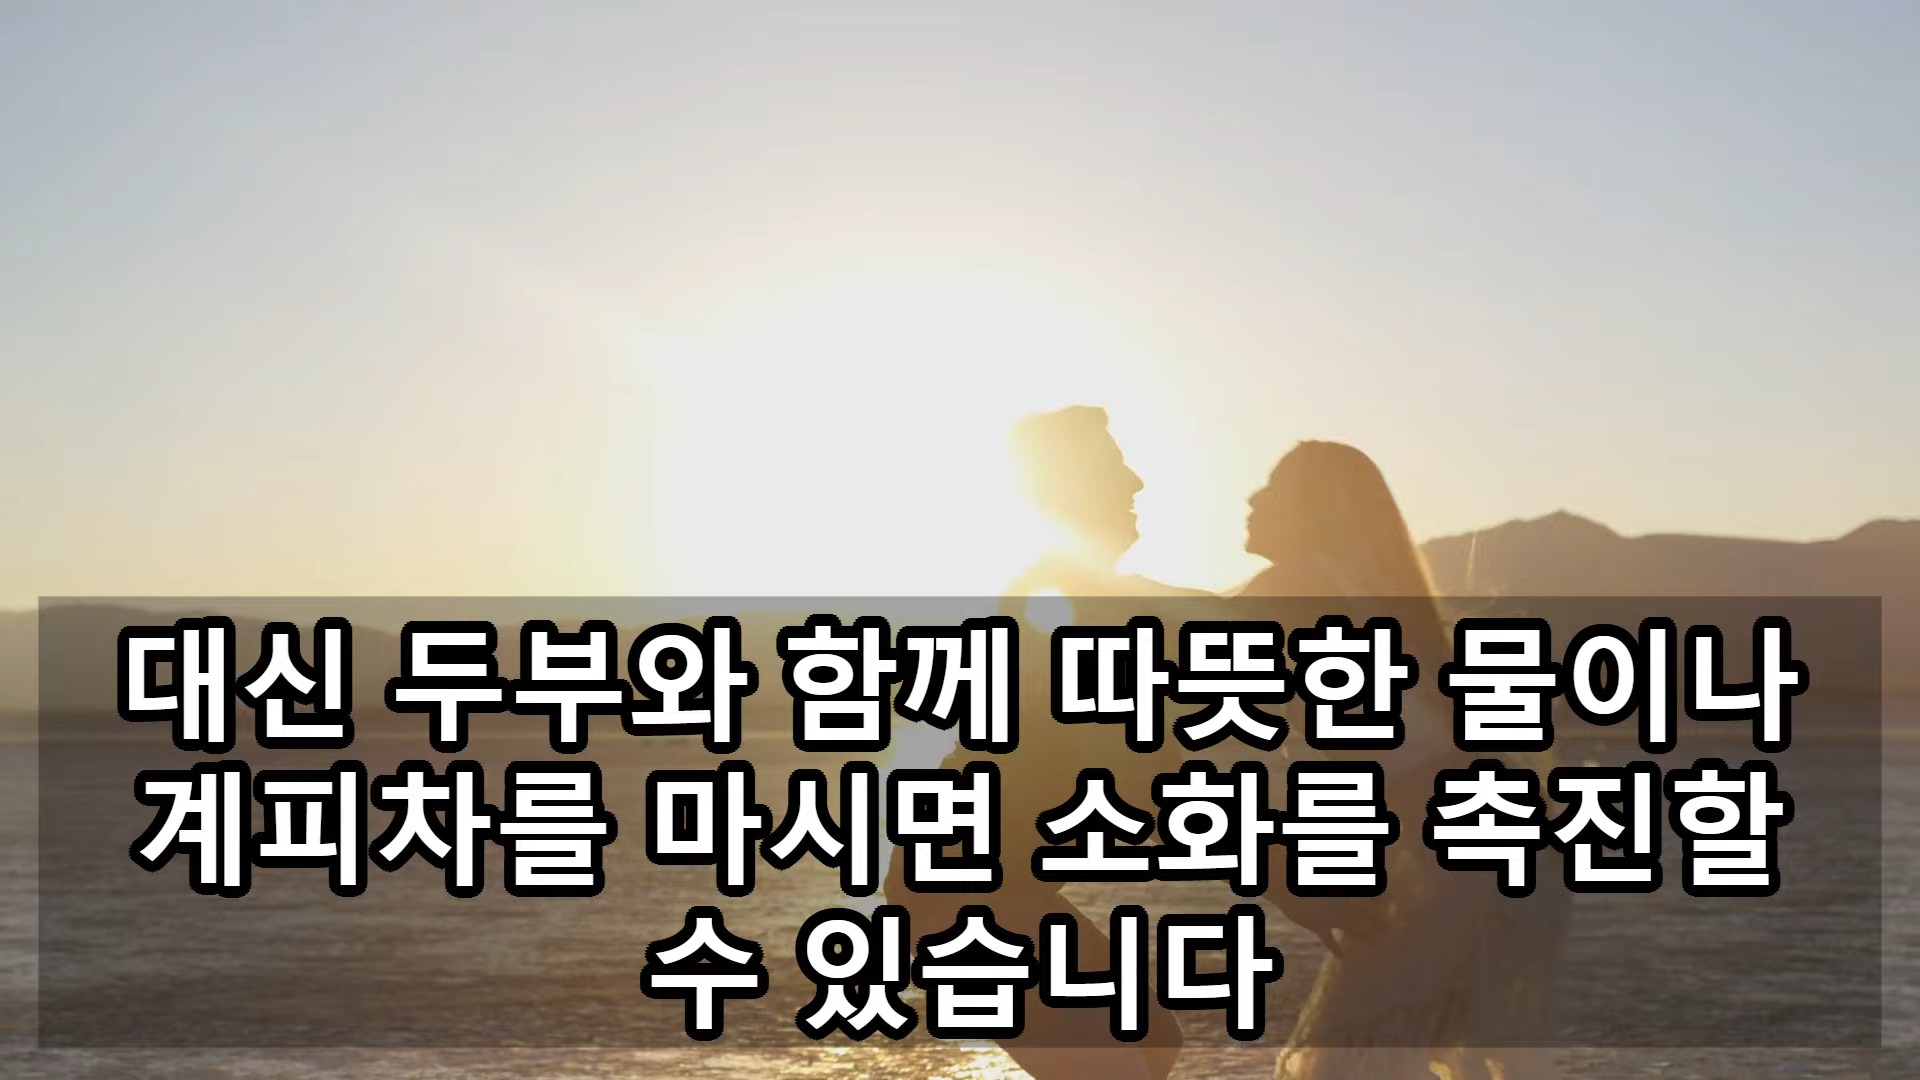 대신 두부와 함께 따뜻한 물이나
계피차를 마시면 소화를 촉진할
수 있습니다